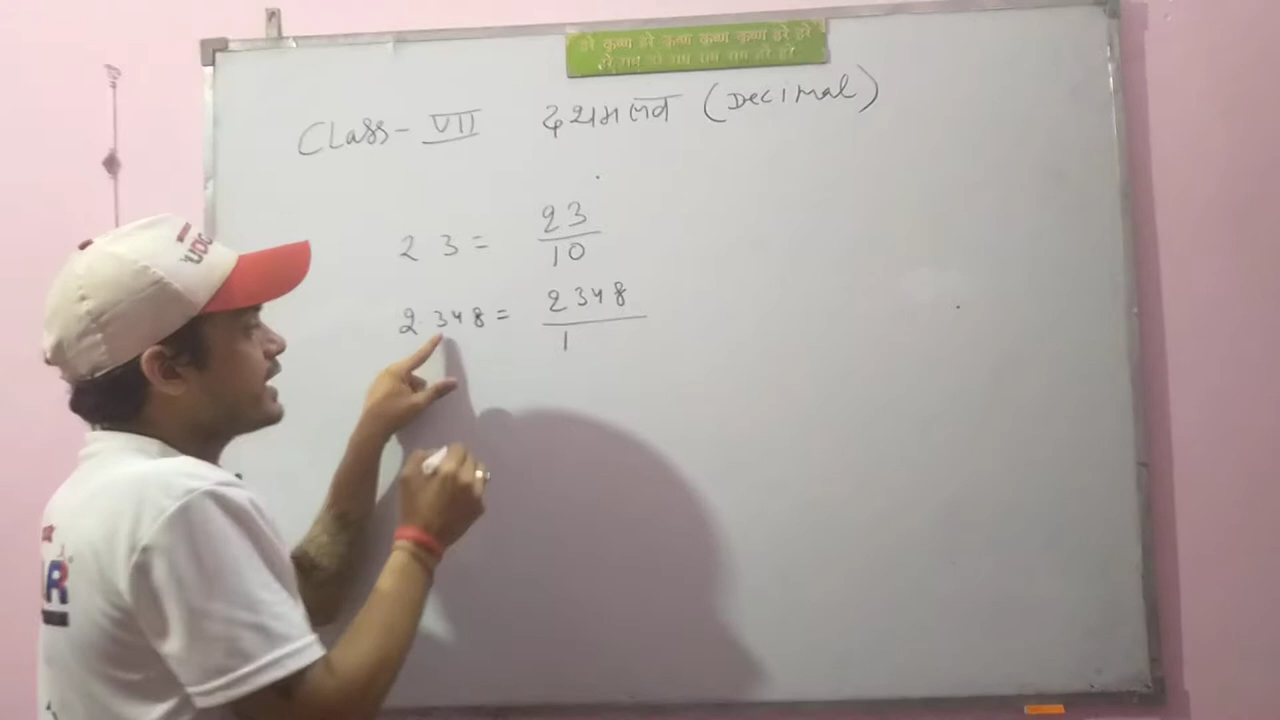 हरे कृष्ण हरे कृष्ण कृष्ण कृष्ण हरे हरे
हरे राम हरे राम राम राम हरे हरे
CLass- VII दशमलव (Decimal)
2 3 = 23/10
2.348 = 2348/1
UDG
R